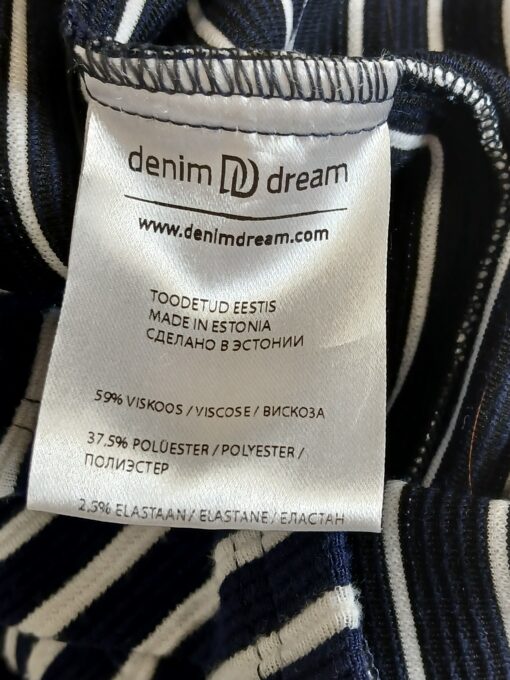 denim DD dream
www.denimdream.com
TOODETUD EESTIS
MADE IN ESTONIA
СДЕЛАНО В ЭСТОНИИ
59% VISKOOS / VISCOSE / ВИСКОЗА
37.5% POLÜESTER / POLYESTER /
ПОЛИЭСТЕР
2,5% ELASTAAN / ELASTANE / ЕЛАСТАН